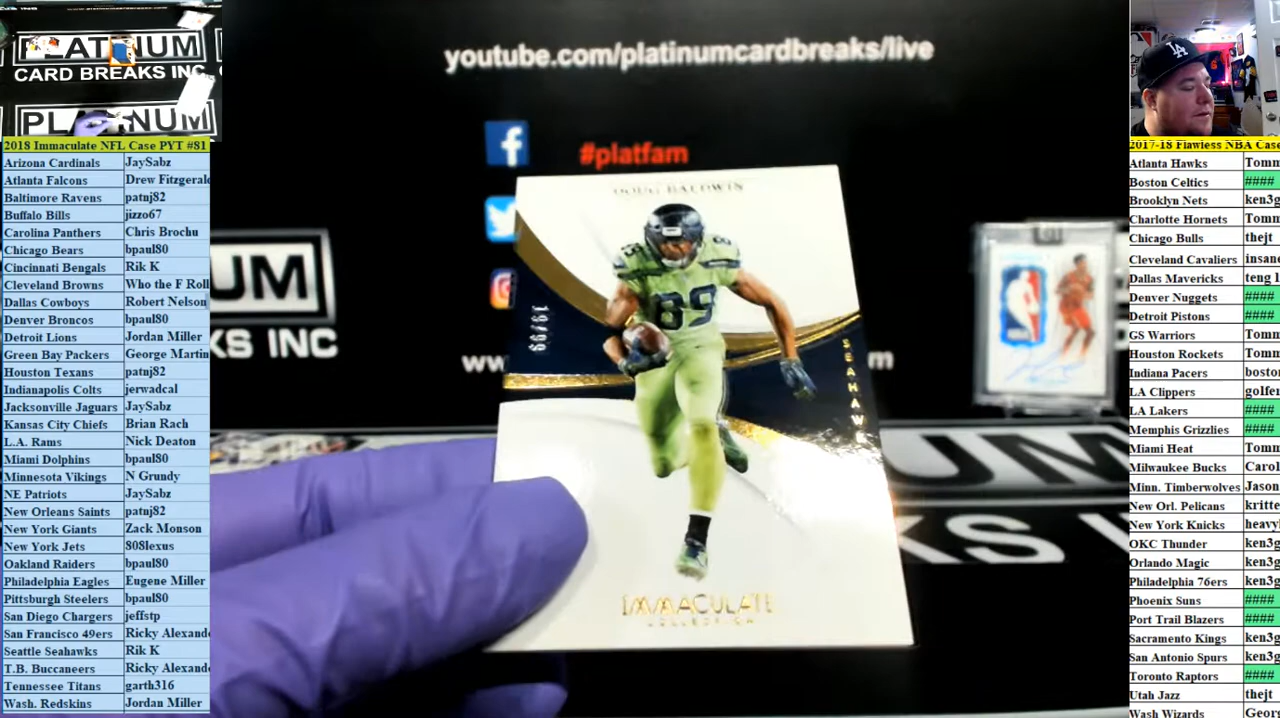 PLATINUM
CARD BREAKS INC
PLATINUM
2018 Immaculate NFL Case PYT #81
Arizona Cardinals JaySabz
Atlanta Falcons Drew Fitzgerald
Baltimore Ravens patnj82
Buffalo Bills jizzo67
Carolina Panthers Chris Brochu
Chicago Bears bpaul80
Cincinnati Bengals Rik K
Cleveland Browns Who the F Roll
Dallas Cowboys Robert Nelson
Denver Broncos bpaul80
Detroit Lions Jordan Miller
Green Bay Packers George Martin
Houston Texans patnj82
Indianapolis Colts jerwadcal
Jacksonville Jaguars JaySabz
Kansas City Chiefs Brian Rach
L.A. Rams Nick Deaton
Miami Dolphins bpaul80
Minnesota Vikings N Grundy
NE Patriots JaySabz
New Orleans Saints patnj82
New York Giants Zack Monson
New York Jets 808lexus
Oakland Raiders bpaul80
Philadelphia Eagles Eugene Miller
Pittsburgh Steelers bpaul80
San Diego Chargers jeffstp
San Francisco 49ers Ricky Alexand
Seattle Seahawks Rik K
T.B. Buccaneers Ricky Alexand
Tennessee Titans garth316
Wash. Redskins Jordan Miller
youtube.com/platinumcardbreaks/live
#platfam
DOUG BALDWIN
89
19/99
SEAHAWK
IMMACULATE
COLLECTION
UM
KS INC
ww
m
UM
KS I
LA
2017-18 Flawless NBA Case
Atlanta Hawks Tomm
Boston Celtics ####
Brooklyn Nets ken3g
Charlotte Hornets Tomm
Chicago Bulls thejt
Cleveland Cavaliers insan
Dallas Mavericks teng l
Denver Nuggets ####
Detroit Pistons ####
GS Warriors Tomm
Houston Rockets Tomm
Indiana Pacers boston
LA Clippers golfer
LA Lakers ####
Memphis Grizzlies ####
Miami Heat Tomm
Milwaukee Bucks Carol
Minn. Timberwolves Jason
New Orl. Pelicans kritte
New York Knicks heavy
OKC Thunder ken3g
Orlando Magic ken3g
Philadelphia 76ers ken3g
Phoenix Suns ####
Port Trail Blazers ####
Sacramento Kings ken3g
San Antonio Spurs ken3g
Toronto Raptors ####
Utah Jazz thejt
Wash Wizards Georg